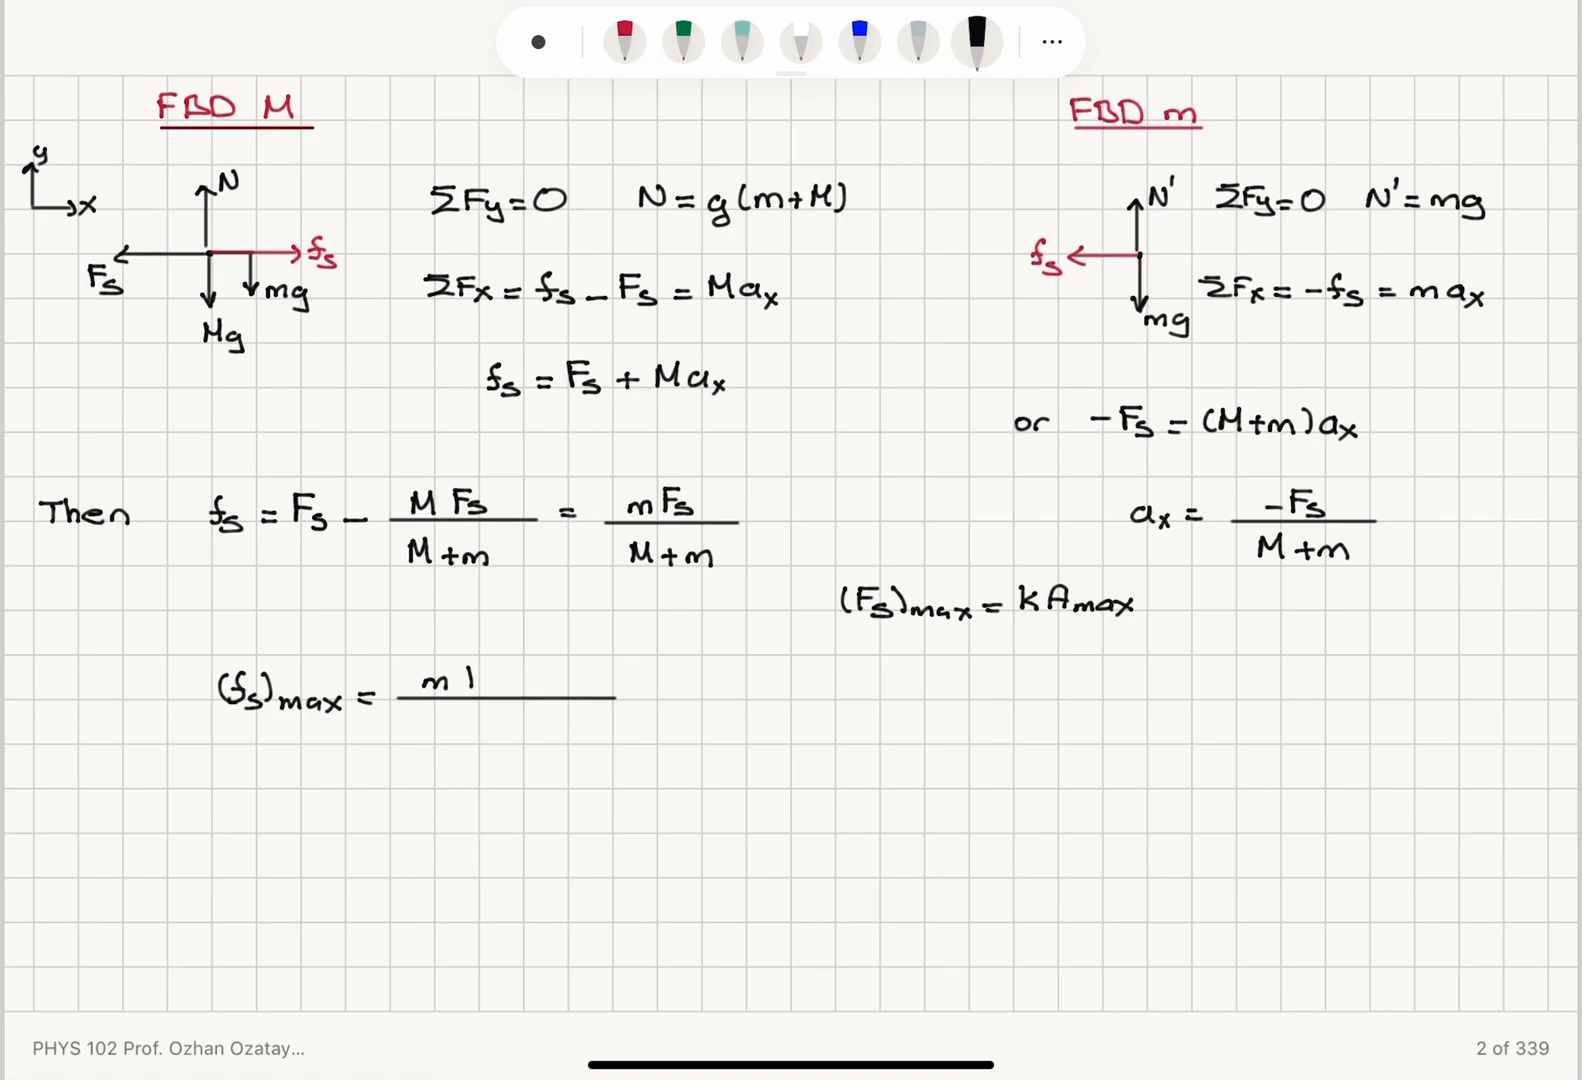 FBD M
FBD m
y
x
N
ΣFy=0 N=g(m+M)
N' ΣFy=0 N'=mg
fs
Fs
mg
Mg
ΣFx = fs - Fs = Max
fs
ΣFx = -fs = max
mg
fs = Fs + Max
or -Fs = (M+m)ax
Then fs = Fs - M Fs / M+m = m Fs / M+m
ax = -Fs / M+m
(Fs)max = kAmax
(fs)max = m
PHYS 102 Prof. Ozhan Ozatay...
2 of 339